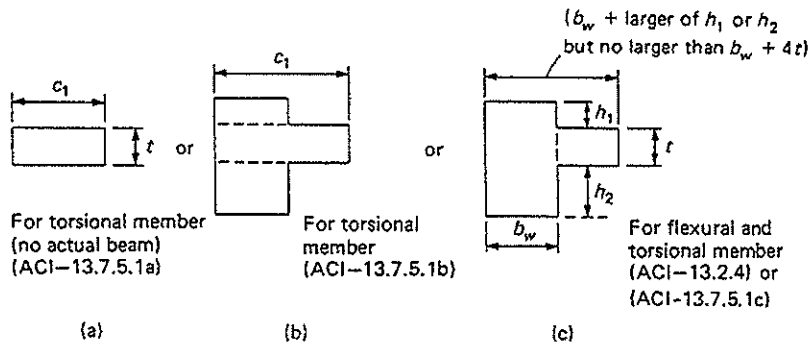 (b_w + larger of h_1 or h_2
but no larger than b_w + 4t)
c_1
t
or
For torsional member
(no actual beam)
(ACI–13.7.5.1a)
(a)
c_1
For torsional
member
(ACI–13.7.5.1b)
(b)
or
h_1
t
h_2
b_w
For flexural and
torsional member
(ACI–13.2.4) or
(ACI-13.7.5.1c)
(c)